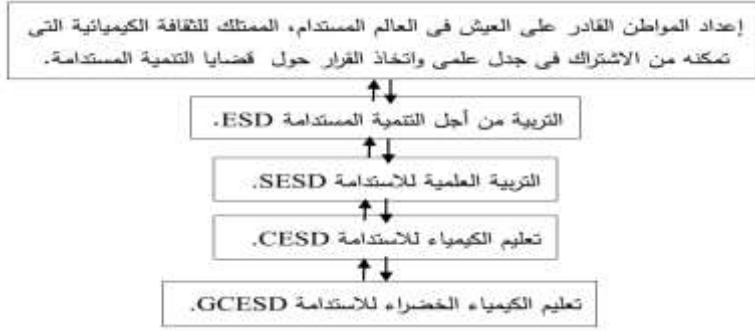 إعداد المواطن القادر على العيش فى العالم المستدام، الممتلك للثقافة الكيميائية التى
تمكنه من الاشتراك فى جدل علمى واتخاذ القرار حول قضايا التنمية المستدامة.
التربية من أجل التنمية المستدامة ESD.
التربية العلمية للاستدامة SESD.
تعليم الكيمياء للاستدامة CESD.
تعليم الكيمياء الخضراء للاستدامة GCESD.